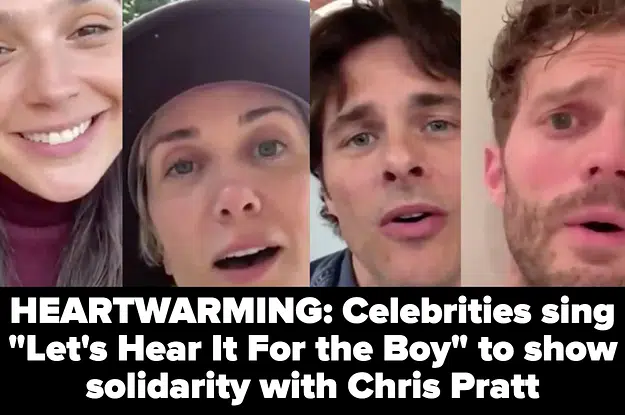 HEARTWARMING: Celebrities sing
"Let's Hear It For the Boy" to show
solidarity with Chris Pratt